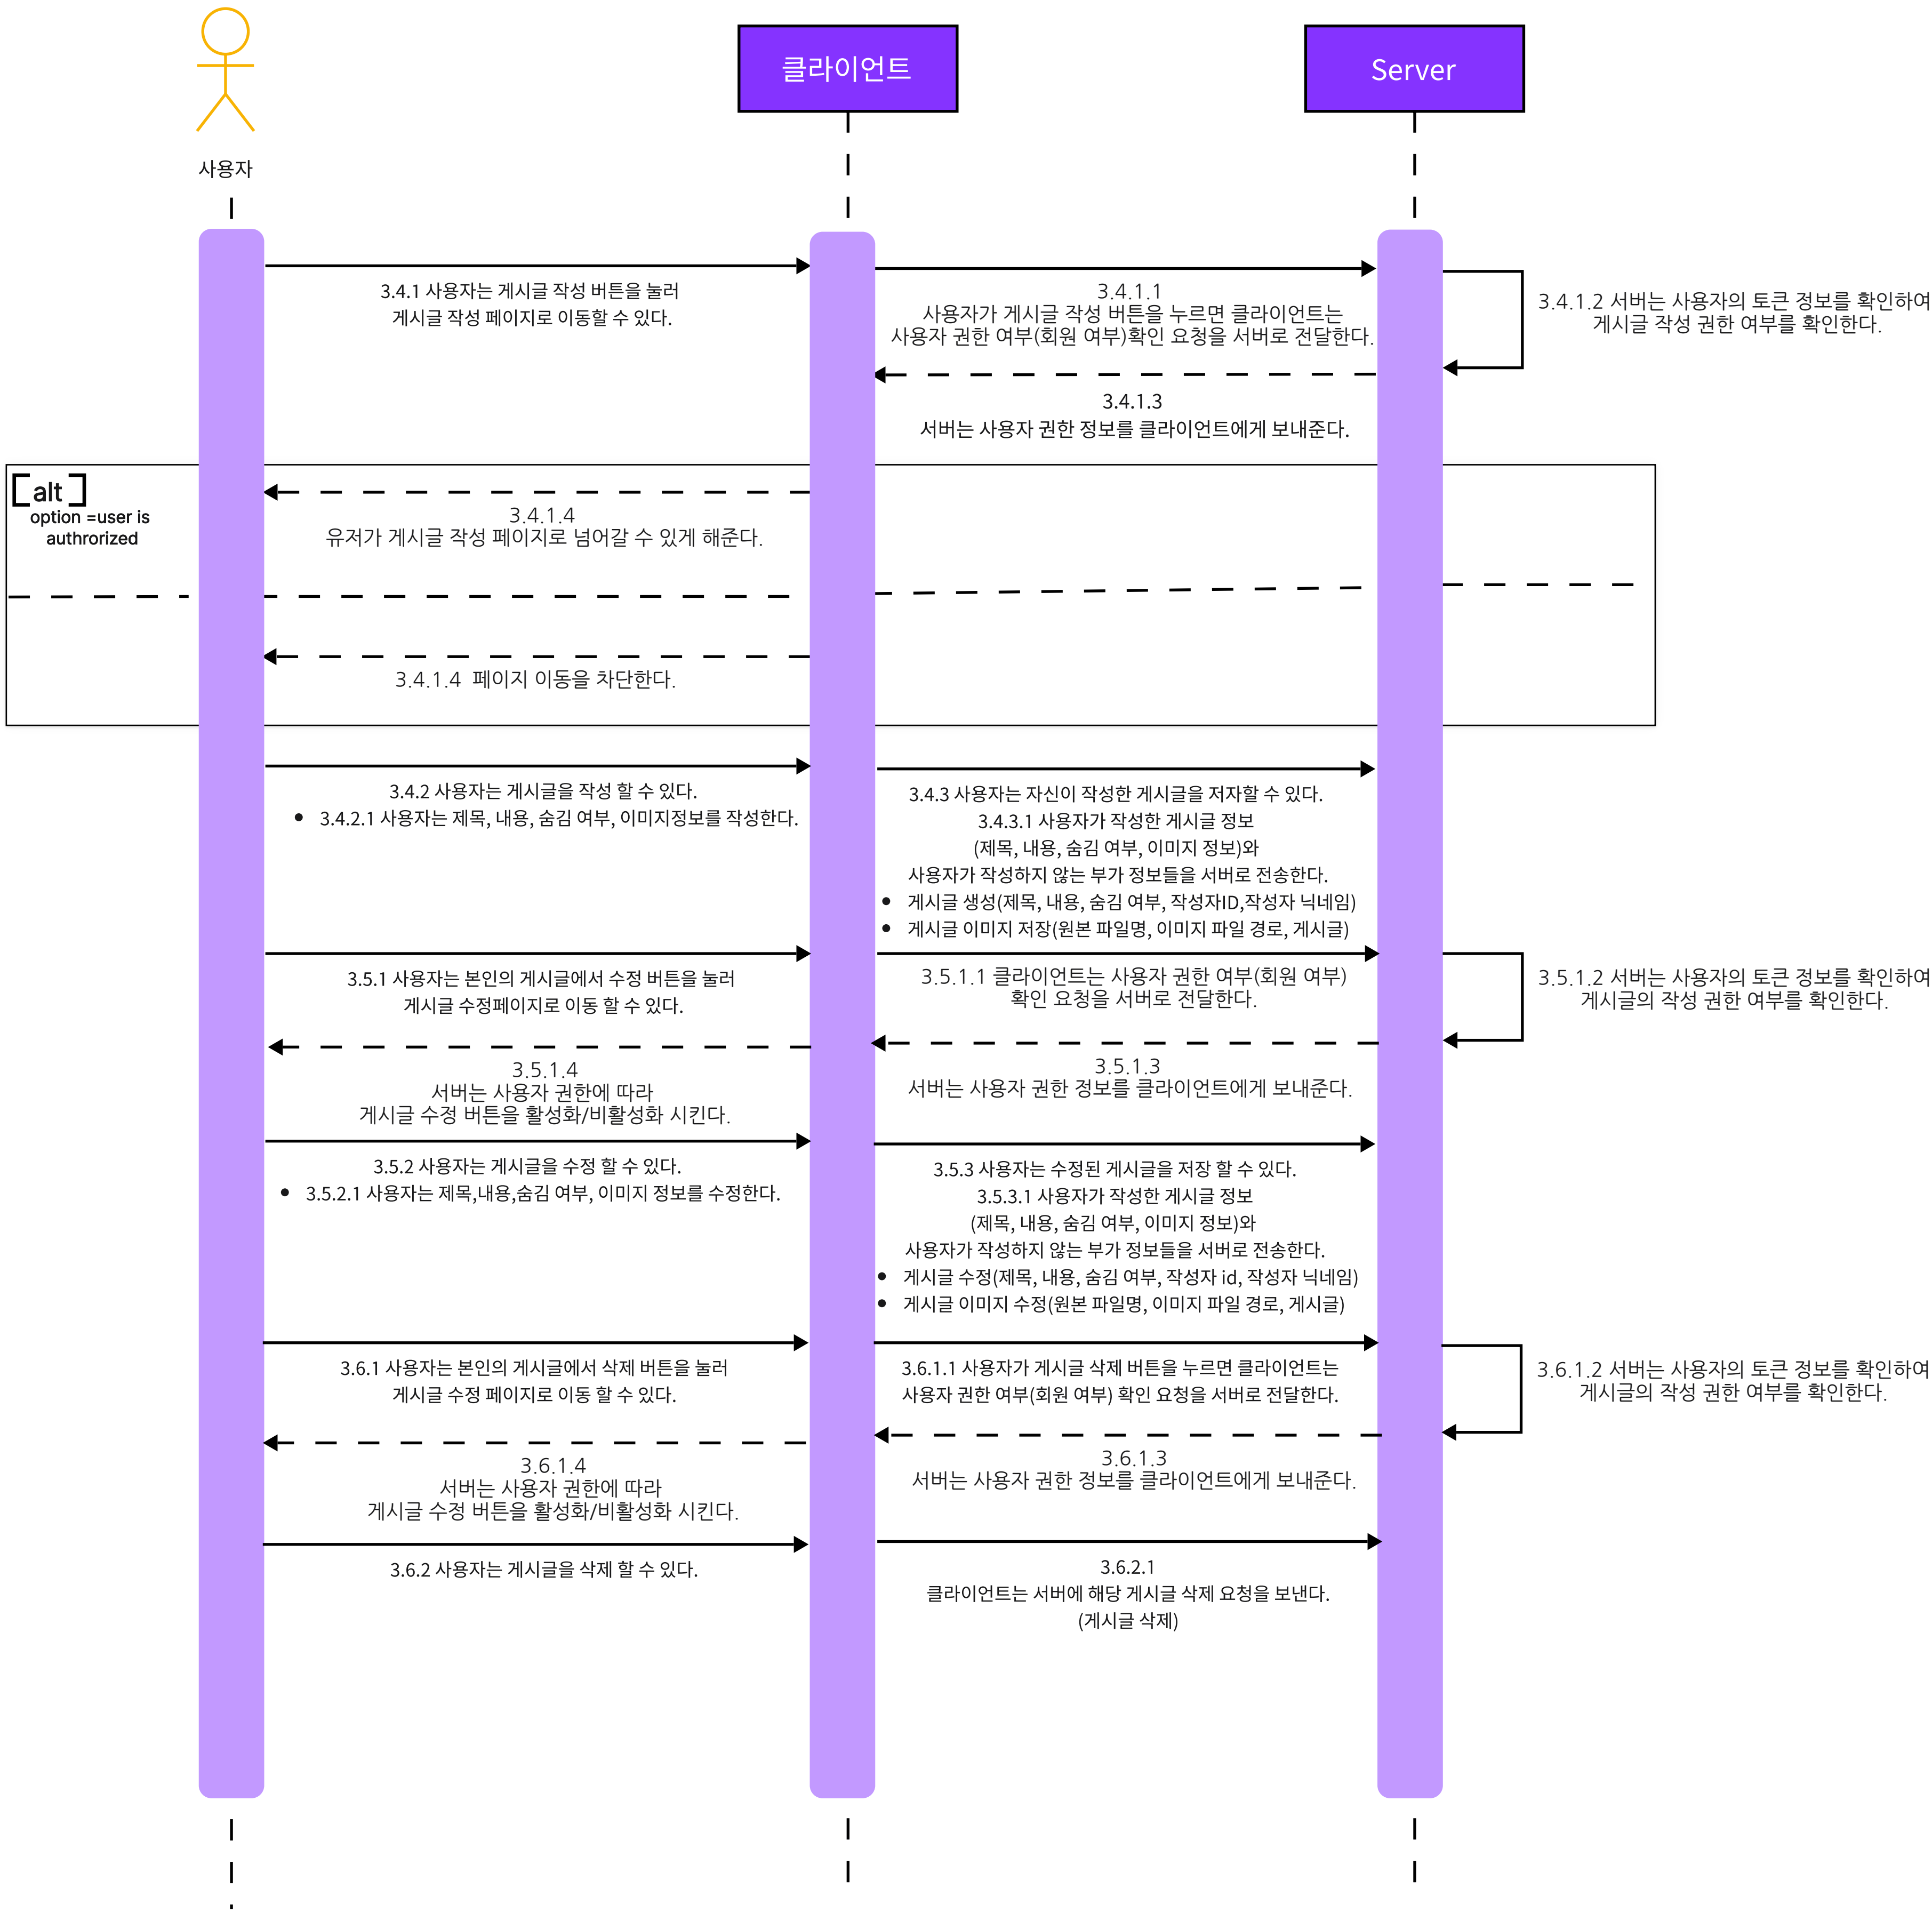 사용자
클라이언트
Server
3.4.1 사용자는 게시글 작성 버튼을 눌러
게시글 작성 페이지로 이동할 수 있다.
3.4.1.1
사용자가 게시글 작성 버튼을 누르면 클라이언트는
사용자 권한 여부(회원 여부)확인 요청을 서버로 전달한다.
3.4.1.2 서버는 사용자의 토큰 정보를 확인하여
게시글 작성 권한 여부를 확인한다.
3.4.1.3
서버는 사용자 권한 정보를 클라이언트에게 보내준다.
alt
option =user is
authrorized
3.4.1.4
유저가 게시글 작성 페이지로 넘어갈 수 있게 해준다.
3.4.1.4 페이지 이동을 차단한다.
3.4.2 사용자는 게시글을 작성 할 수 있다.
• 3.4.2.1 사용자는 제목, 내용, 숨김 여부, 이미지정보를 작성한다.
3.4.3 사용자는 자신이 작성한 게시글을 저자할 수 있다.
3.4.3.1 사용자가 작성한 게시글 정보
(제목, 내용, 숨김 여부, 이미지 정보)와
사용자가 작성하지 않는 부가 정보들을 서버로 전송한다.
• 게시글 생성(제목, 내용, 숨김 여부, 작성자ID,작성자 닉네임)
• 게시글 이미지 저장(원본 파일명, 이미지 파일 경로, 게시글)
3.5.1 사용자는 본인의 게시글에서 수정 버튼을 눌러
게시글 수정페이지로 이동 할 수 있다.
3.5.1.1 클라이언트는 사용자 권한 여부(회원 여부)
확인 요청을 서버로 전달한다.
3.5.1.2 서버는 사용자의 토큰 정보를 확인하여
게시글의 작성 권한 여부를 확인한다.
3.5.1.3
서버는 사용자 권한 정보를 클라이언트에게 보내준다.
3.5.1.4
서버는 사용자 권한에 따라
게시글 수정 버튼을 활성화/비활성화 시킨다.
3.5.2 사용자는 게시글을 수정 할 수 있다.
• 3.5.2.1 사용자는 제목,내용,숨김 여부, 이미지 정보를 수정한다.
3.5.3 사용자는 수정된 게시글을 저장 할 수 있다.
3.5.3.1 사용자가 작성한 게시글 정보
(제목, 내용, 숨김 여부, 이미지 정보)와
사용자가 작성하지 않는 부가 정보들을 서버로 전송한다.
• 게시글 수정(제목, 내용, 숨김 여부, 작성자 id, 작성자 닉네임)
• 게시글 이미지 수정(원본 파일명, 이미지 파일 경로, 게시글)
3.6.1 사용자는 본인의 게시글에서 삭제 버튼을 눌러
게시글 수정 페이지로 이동 할 수 있다.
3.6.1.1 사용자가 게시글 삭제 버튼을 누르면 클라이언트는
사용자 권한 여부(회원 여부) 확인 요청을 서버로 전달한다.
3.6.1.2 서버는 사용자의 토큰 정보를 확인하여
게시글의 작성 권한 여부를 확인한다.
3.6.1.3
서버는 사용자 권한 정보를 클라이언트에게 보내준다.
3.6.1.4
서버는 사용자 권한에 따라
게시글 수정 버튼을 활성화/비활성화 시킨다.
3.6.2 사용자는 게시글을 삭제 할 수 있다.
3.6.2.1
클라이언트는 서버에 해당 게시글 삭제 요청을 보낸다.
(게시글 삭제)